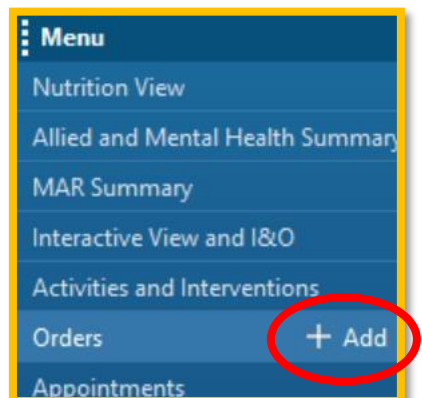 Menu
Nutrition View
Allied and Mental Health Summary
MAR Summary
Interactive View and I&O
Activities and Interventions
Orders + Add
Appointments